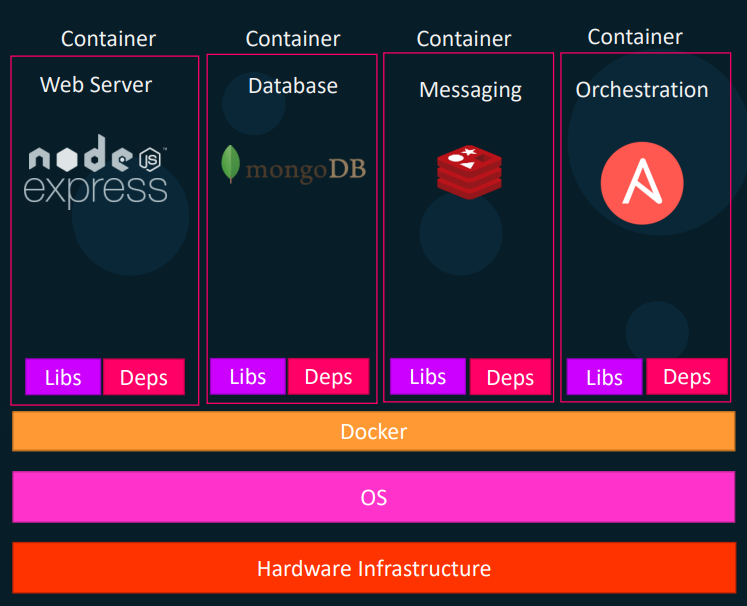 Container
Web Server
node JS ™
express
Libs
Deps
Container
Database
mongoDB
Libs
Deps
Container
Messaging
Libs
Deps
Container
Orchestration
A
Libs
Deps
Docker
OS
Hardware Infrastructure